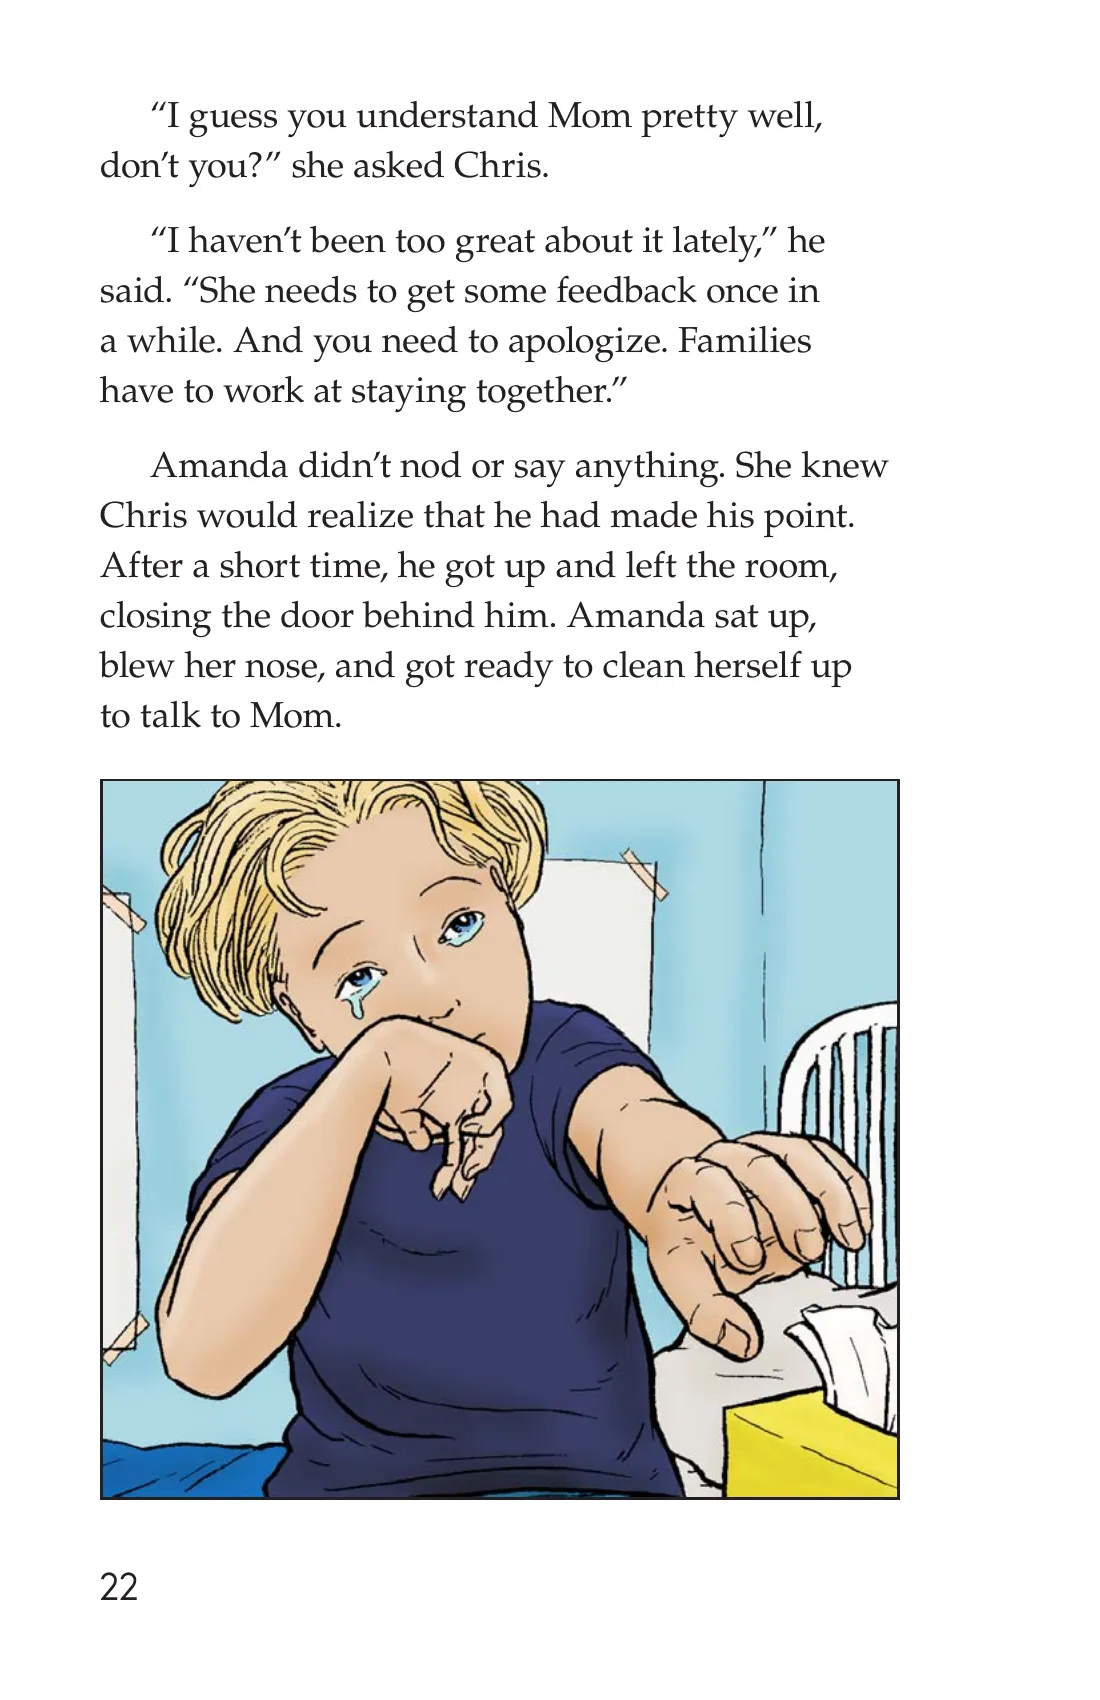 “I guess you understand Mom pretty well,
don’t you?” she asked Chris.
“I haven’t been too great about it lately,” he
said. “She needs to get some feedback once in
a while. And you need to apologize. Families
have to work at staying together.”
Amanda didn’t nod or say anything. She knew
Chris would realize that he had made his point.
After a short time, he got up and left the room,
closing the door behind him. Amanda sat up,
blew her nose, and got ready to clean herself up
to talk to Mom.
22